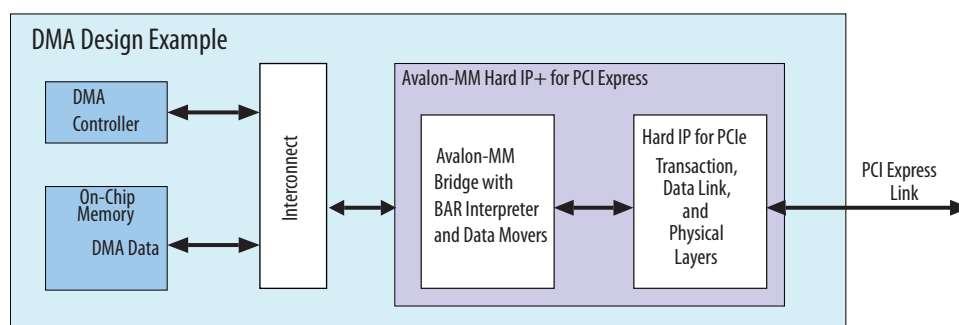 DMA Design Example
DMA
Controller
On-Chip
Memory
DMA Data
Interconnect
Avalon-MM Hard IP+ for PCI Express
Avalon-MM
Bridge with
BAR Interpreter
and Data Movers
Hard IP for PCIe
Transaction,
Data Link,
and
Physical
Layers
PCI Express
Link